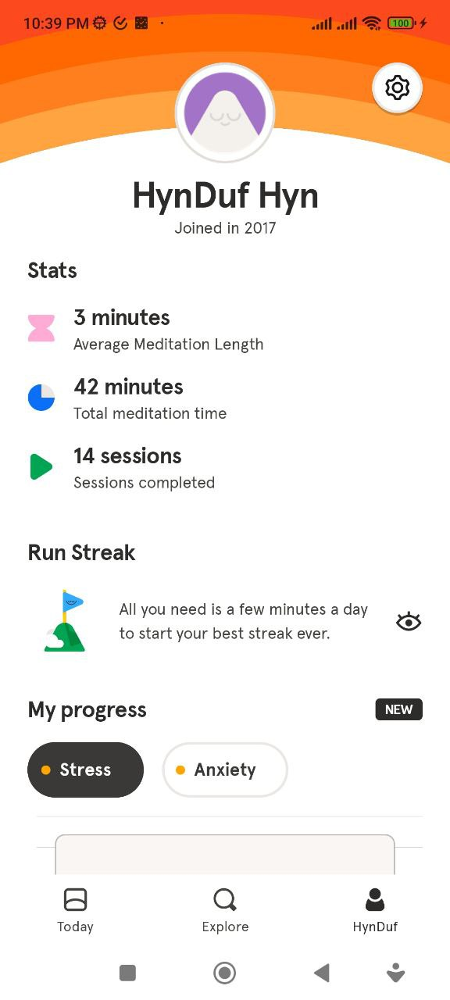 10:39 PM
100
HynDuf Hyn
Joined in 2017
Stats
3 minutes
Average Meditation Length
42 minutes
Total meditation time
14 sessions
Sessions completed
Run Streak
All you need is a few minutes a day
to start your best streak ever.
My progress NEW
Stress Anxiety
Today Explore HynDuf